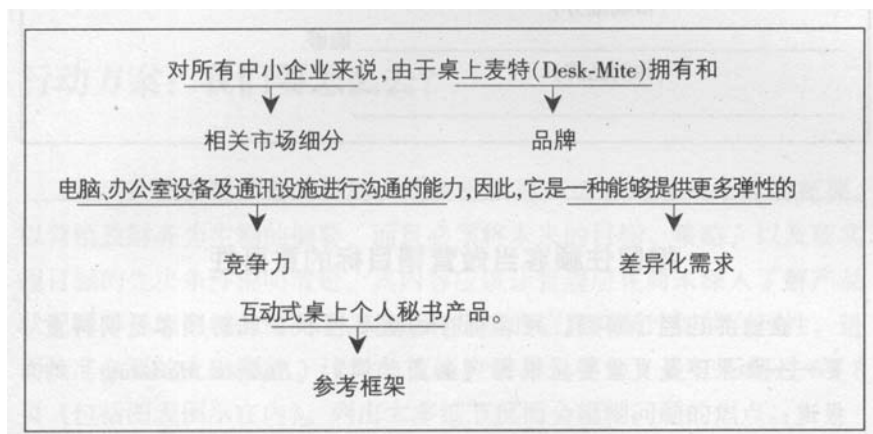 对所有中小企业来说,由于桌上麦特(Desk-Mite)拥有和
相关市场细分 品牌
电脑、办公室设备及通讯设施进行沟通的能力,因此,它是一种能够提供更多弹性的
竞争力 差异化需求
互动式桌上个人秘书产品。
参考框架